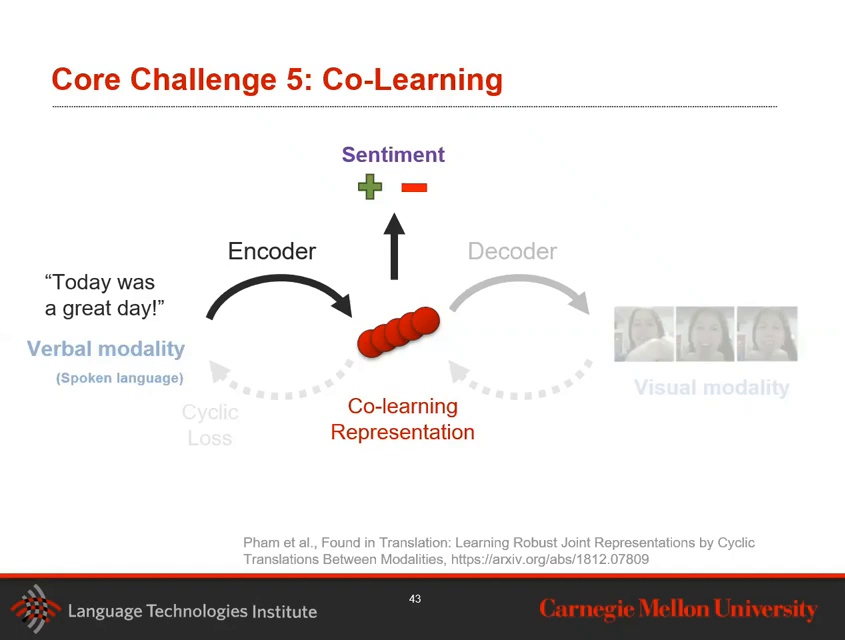 Core Challenge 5: Co-Learning
Sentiment
Encoder
Decoder
“Today was
a great day!”
Verbal modality
(Spoken language)
Visual modality
Cyclic
Loss
Co-learning
Representation
Pham et al., Found in Translation: Learning Robust Joint Representations by Cyclic
Translations Between Modalities, https://arxiv.org/abs/1812.07809
Language Technologies Institute
43
Carnegie Mellon University